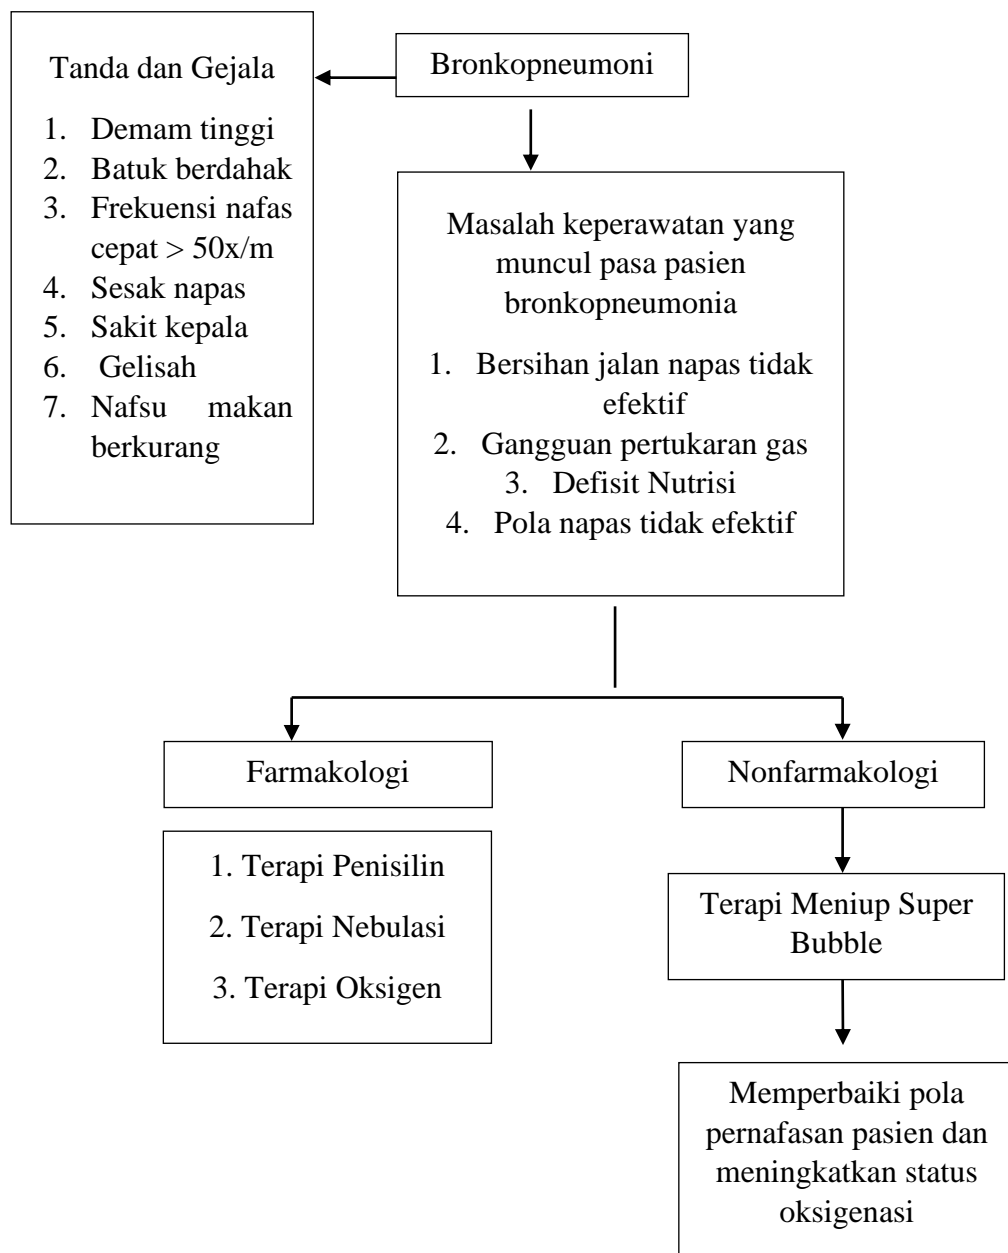 Bronkopneumoni
Tanda dan Gejala
1. Demam tinggi
2. Batuk berdahak
3. Frekuensi nafas
cepat > 50x/m
4. Sesak napas
5. Sakit kepala
6. Gelisah
7. Nafsu makan
berkurang
Masalah keperawatan yang
muncul pasa pasien
bronkopneumonia
1. Bersihan jalan napas tidak
efektif
2. Gangguan pertukaran gas
3. Defisit Nutrisi
4. Pola napas tidak efektif
Farmakologi
1. Terapi Penisilin
2. Terapi Nebulasi
3. Terapi Oksigen
Nonfarmakologi
Terapi Meniup Super
Bubble
Memperbaiki pola
pernafasan pasien dan
meningkatkan status
oksigenasi